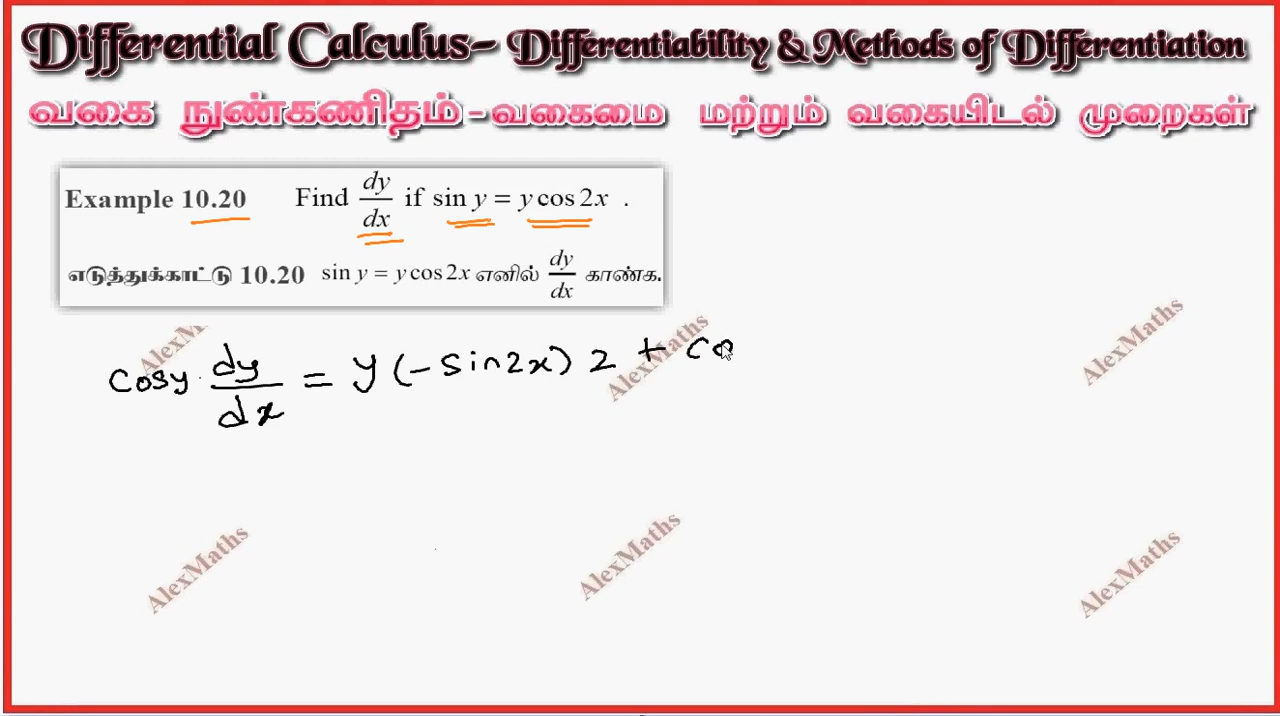 Differential Calculus- Differentiability & Methods of Differentiation
வகை நுண்கணிதம் - வகைமை மற்றும் வகையிடல் முறைகள்
Example 10.20 Find dy/dx if sin y = y cos 2x .
எடுத்துக்காட்டு 10.20 sin y = y cos 2x எனில் dy/dx காண்க.
cosy . dy/dx = y (-sin2x) 2 + co
AlexMaths AlexMaths AlexMaths
AlexMaths AlexMaths AlexMaths